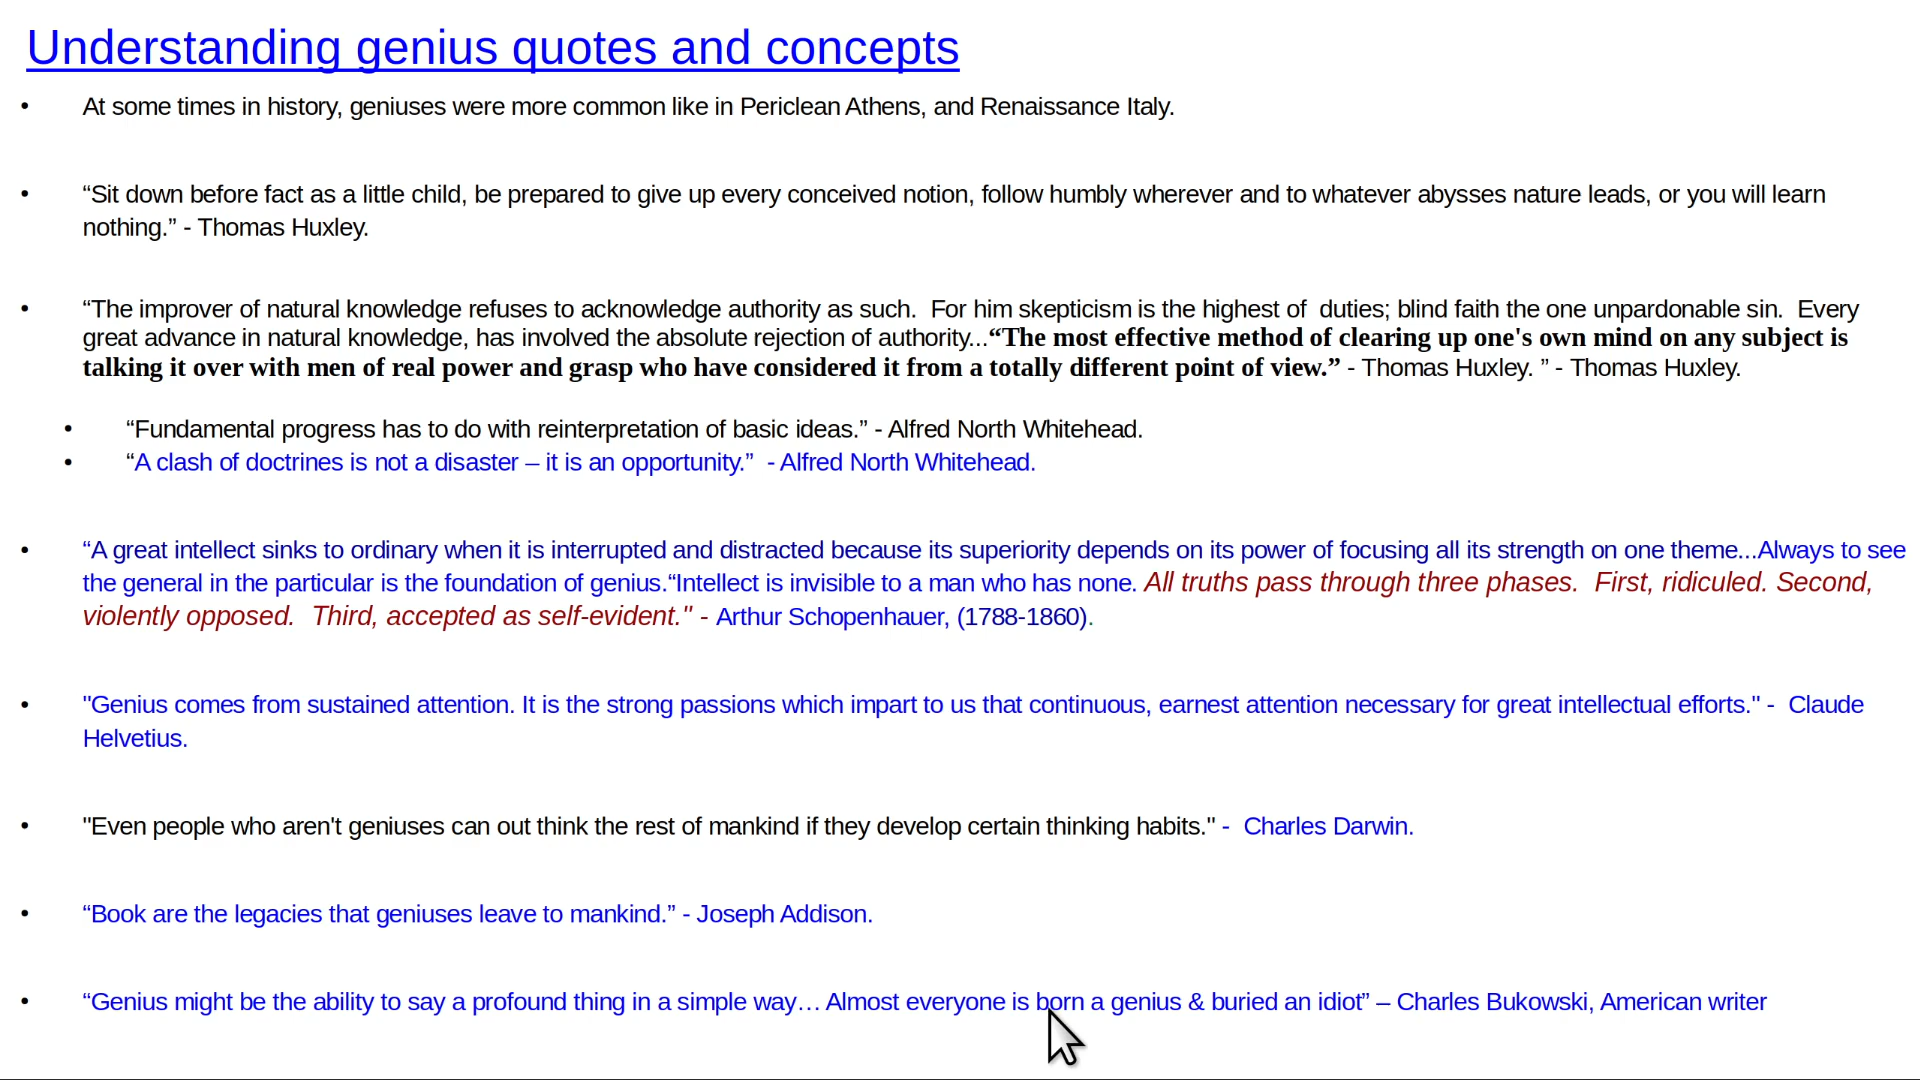 Understanding genius quotes and concepts
• At some times in history, geniuses were more common like in Periclean Athens, and Renaissance Italy.
• “Sit down before fact as a little child, be prepared to give up every conceived notion, follow humbly wherever and to whatever abysses nature leads, or you will learn
nothing.” - Thomas Huxley.
• “The improver of natural knowledge refuses to acknowledge authority as such.  For him skepticism is the highest of  duties; blind faith the one unpardonable sin.  Every
great advance in natural knowledge, has involved the absolute rejection of authority...“The most effective method of clearing up one's own mind on any subject is
talking it over with men of real power and grasp who have considered it from a totally different point of view.” - Thomas Huxley. ” - Thomas Huxley.
• “Fundamental progress has to do with reinterpretation of basic ideas.” - Alfred North Whitehead.
• “A clash of doctrines is not a disaster – it is an opportunity.”  - Alfred North Whitehead.
• “A great intellect sinks to ordinary when it is interrupted and distracted because its superiority depends on its power of focusing all its strength on one theme...Always to see
the general in the particular is the foundation of genius.“Intellect is invisible to a man who has none. All truths pass through three phases.  First, ridiculed. Second,
violently opposed.  Third, accepted as self-evident." - Arthur Schopenhauer, (1788-1860).
• "Genius comes from sustained attention. It is the strong passions which impart to us that continuous, earnest attention necessary for great intellectual efforts." -  Claude
Helvetius.
• "Even people who aren't geniuses can out think the rest of mankind if they develop certain thinking habits." -  Charles Darwin.
• “Book are the legacies that geniuses leave to mankind.” - Joseph Addison.
• “Genius might be the ability to say a profound thing in a simple way… Almost everyone is born a genius & buried an idiot” – Charles Bukowski, American writer